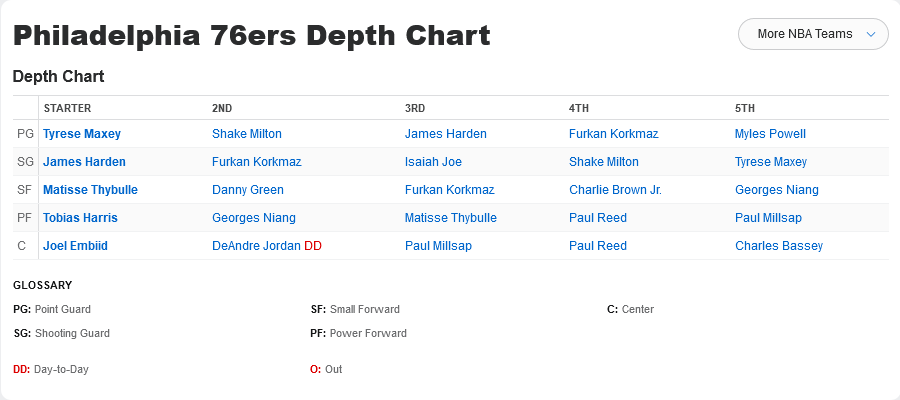 Philadelphia 76ers Depth Chart
More NBA Teams
Depth Chart
STARTER 2ND 3RD 4TH 5TH
PG Tyrese Maxey Shake Milton James Harden Furkan Korkmaz Myles Powell
SG James Harden Furkan Korkmaz Isaiah Joe Shake Milton Tyrese Maxey
SF Matisse Thybulle Danny Green Furkan Korkmaz Charlie Brown Jr. Georges Niang
PF Tobias Harris Georges Niang Matisse Thybulle Paul Reed Paul Millsap
C Joel Embiid DeAndre Jordan DD Paul Millsap Paul Reed Charles Bassey
GLOSSARY
PG: Point Guard SF: Small Forward C: Center
SG: Shooting Guard PF: Power Forward
DD: Day-to-Day O: Out